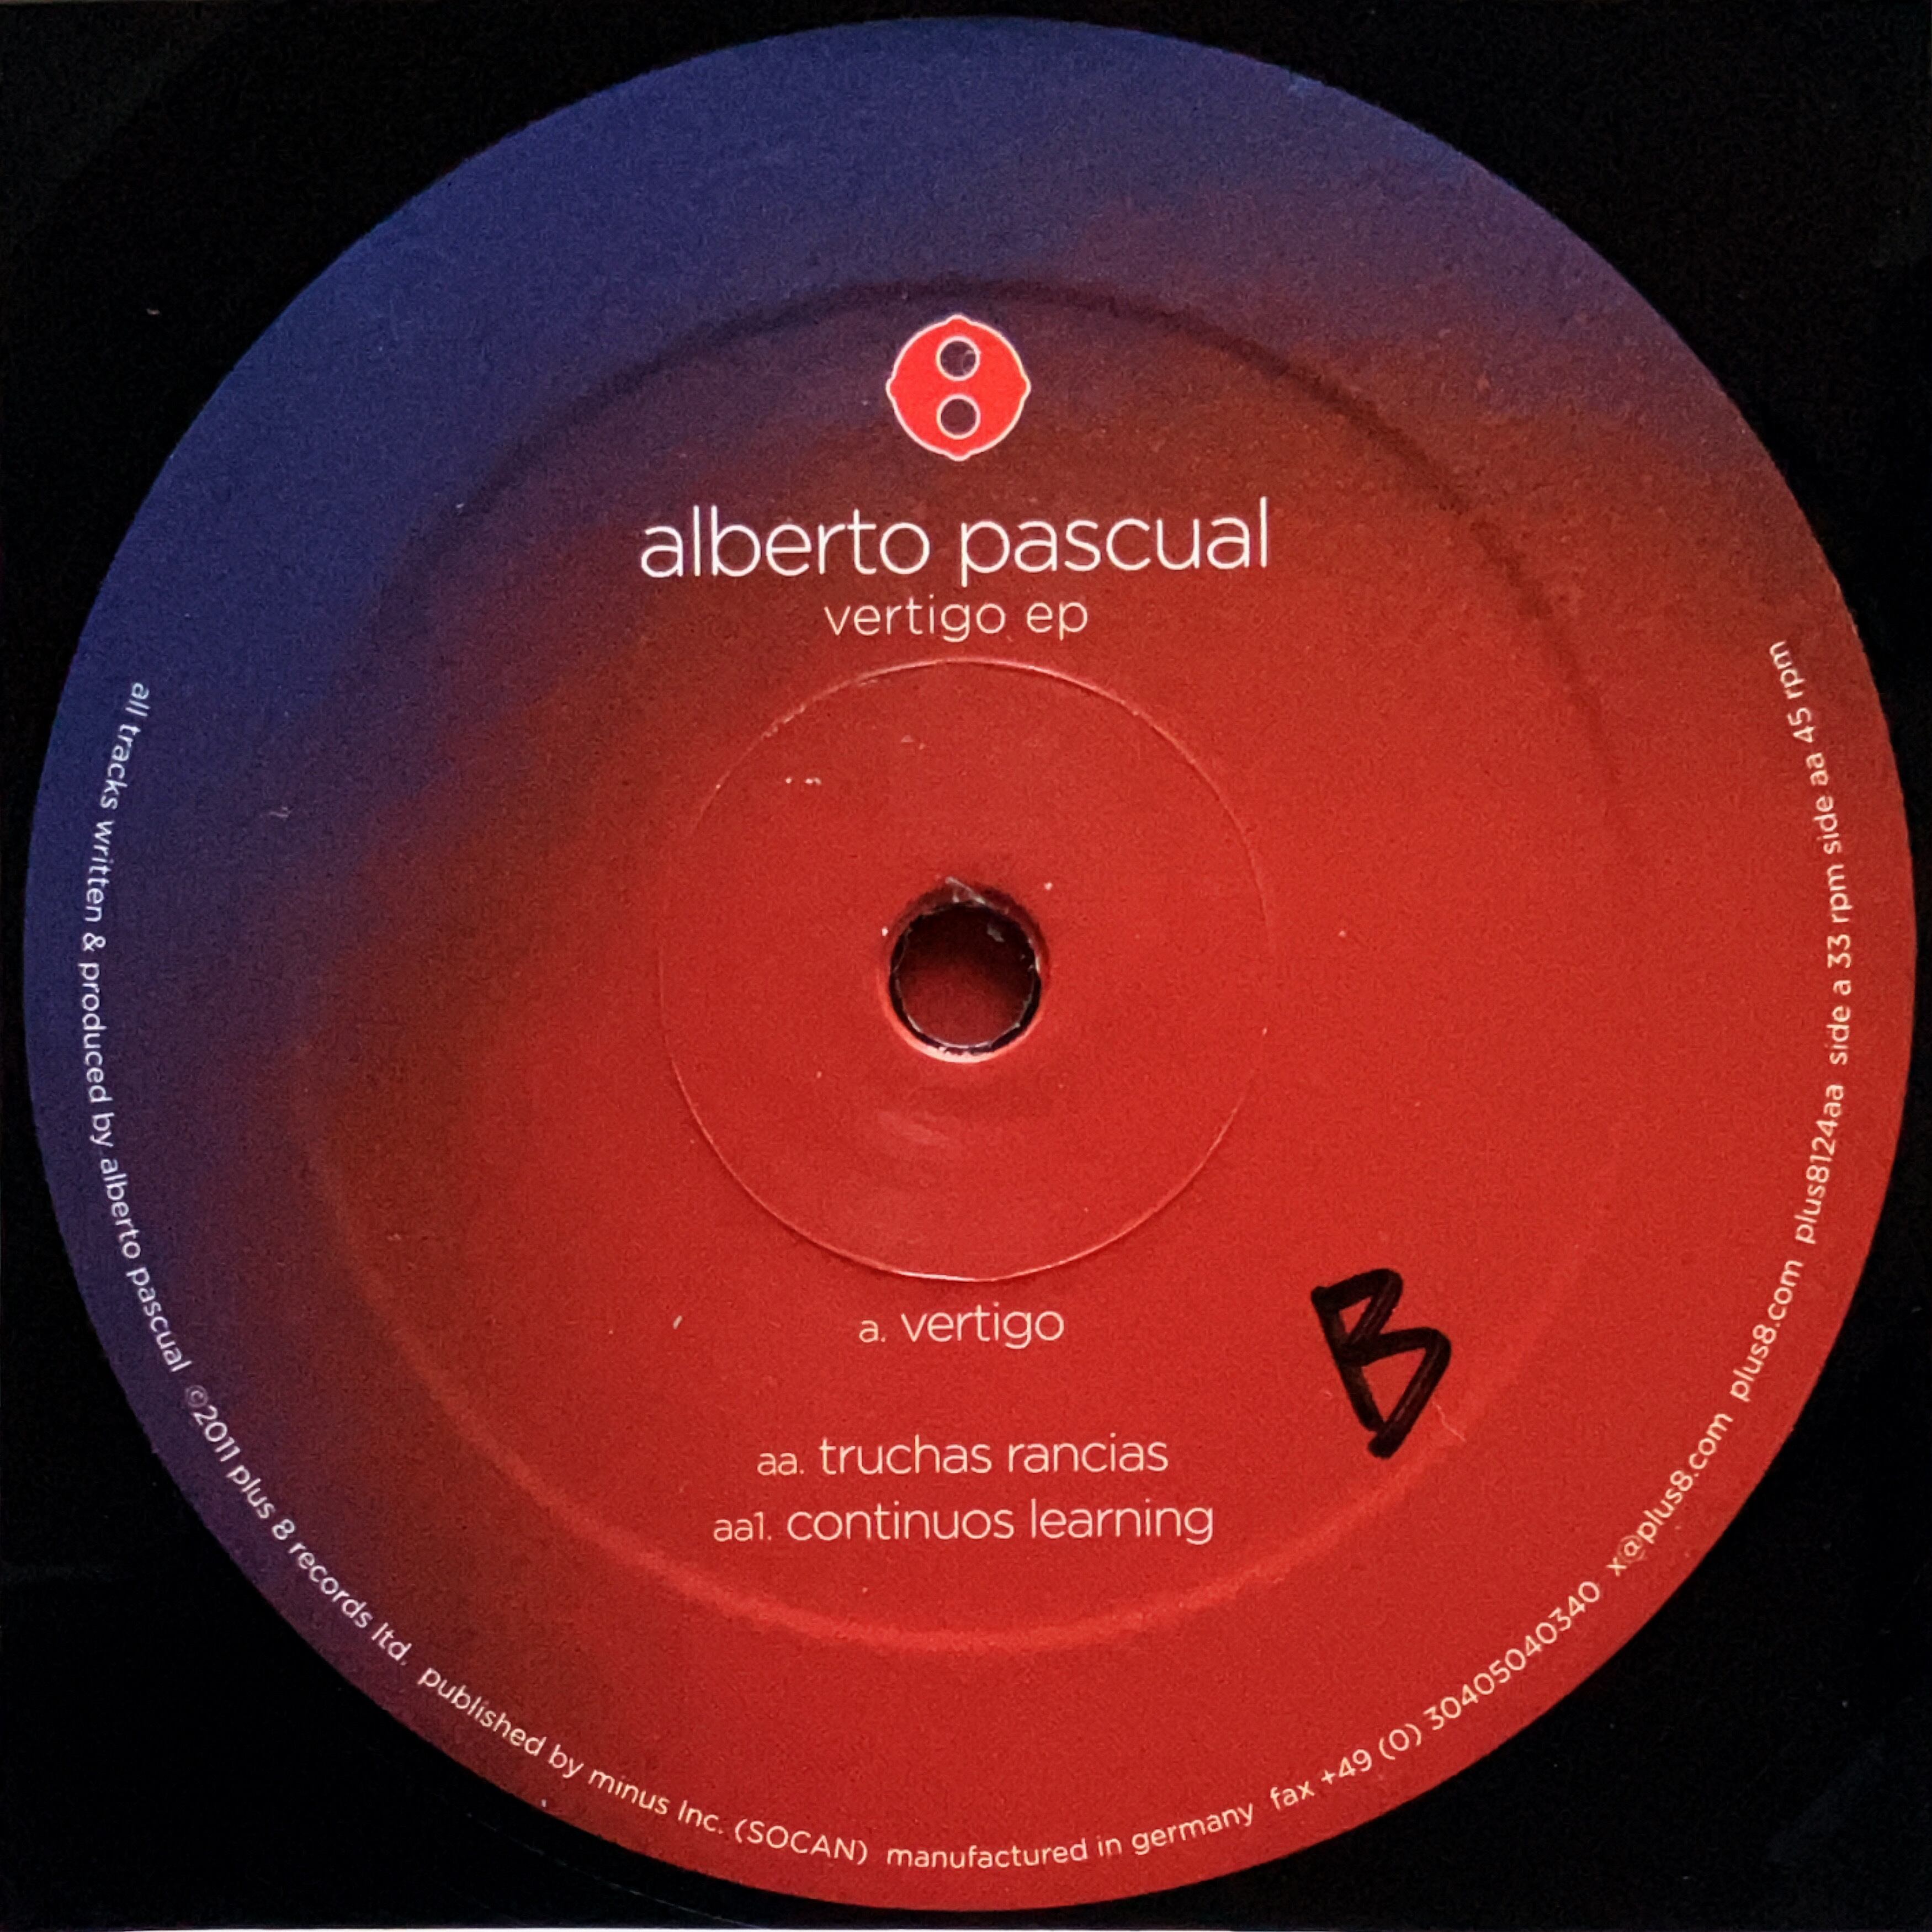 alberto pascual
vertigo ep
a. vertigo
aa. truchas rancias
aa1. continuos learning
B
all tracks written & produced by alberto pascual ©2011 plus 8 records ltd. published by minus Inc. (SOCAN) manufactured in germany fax +49 (0) 30405040340 x@plus8.com plus8.com plus8124aa side a 33 rpm side aa 45 rpm